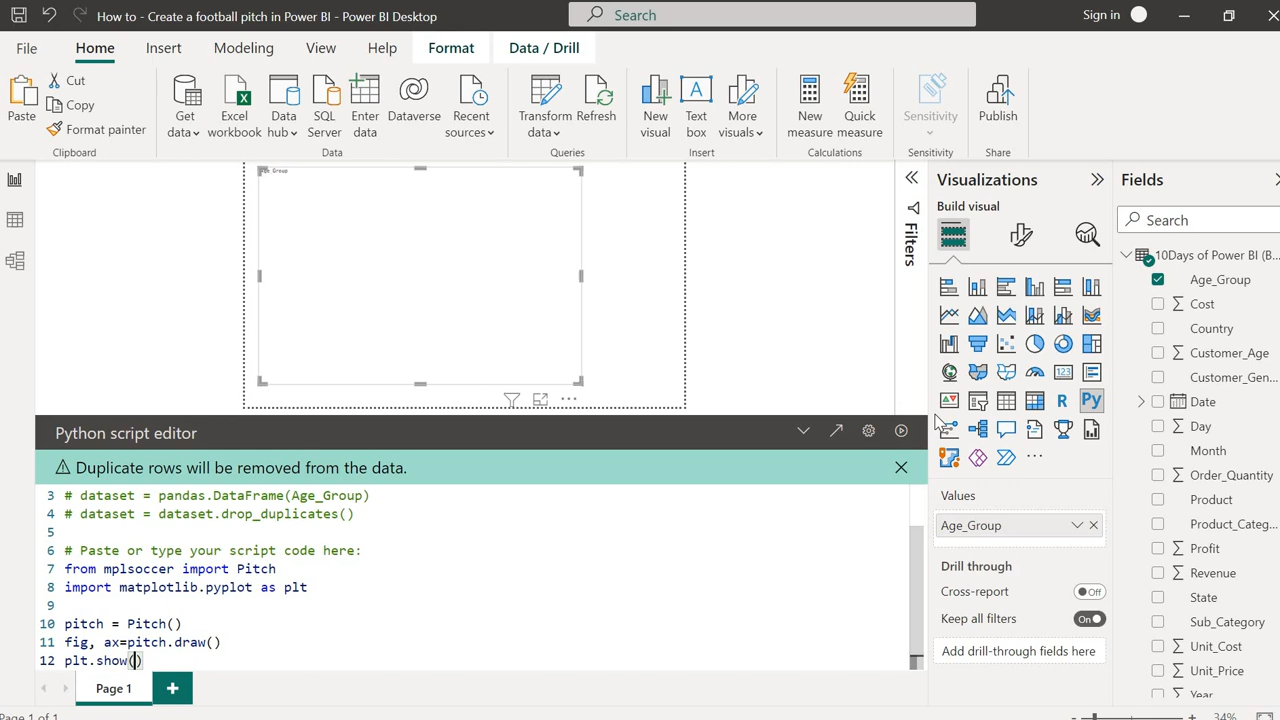 How to - Create a football pitch in Power BI - Power BI Desktop
Search
Sign in
File
Home
Insert
Modeling
View
Help
Format
Data / Drill
Paste
Cut
Copy
Format painter
Clipboard
Get
data
Excel
workbook
Data
hub
SQL
Server
Enter
data
Dataverse
Recent
sources
Data
Transform
data
Refresh
Queries
New
visual
A
Text
box
More
visuals
Insert
New
measure
Quick
measure
Calculations
Sensitivity
Sensitivity
Publish
Share
Age_Group
Filters
Visualizations
Build visual
123
R
Py
Values
Age_Group
Drill through
Cross-report
Off
Keep all filters
On
Add drill-through fields here
Fields
Search
10Days of Power BI (B...
Age_Group
Cost
Country
Customer_Age
Customer_Gen...
Date
Day
Month
Order_Quantity
Product
Product_Categ...
Profit
Revenue
State
Sub_Category
Unit_Cost
Unit_Price
Year
Python script editor
Duplicate rows will be removed from the data.
3 # dataset = pandas.DataFrame(Age_Group)
4 # dataset = dataset.drop_duplicates()
5
6 # Paste or type your script code here:
7 from mplsoccer import Pitch
8 import matplotlib.pyplot as plt
9
10 pitch = Pitch()
11 fig, ax=pitch.draw()
12 plt.show()
Page 1
Page 1 of 1
34%